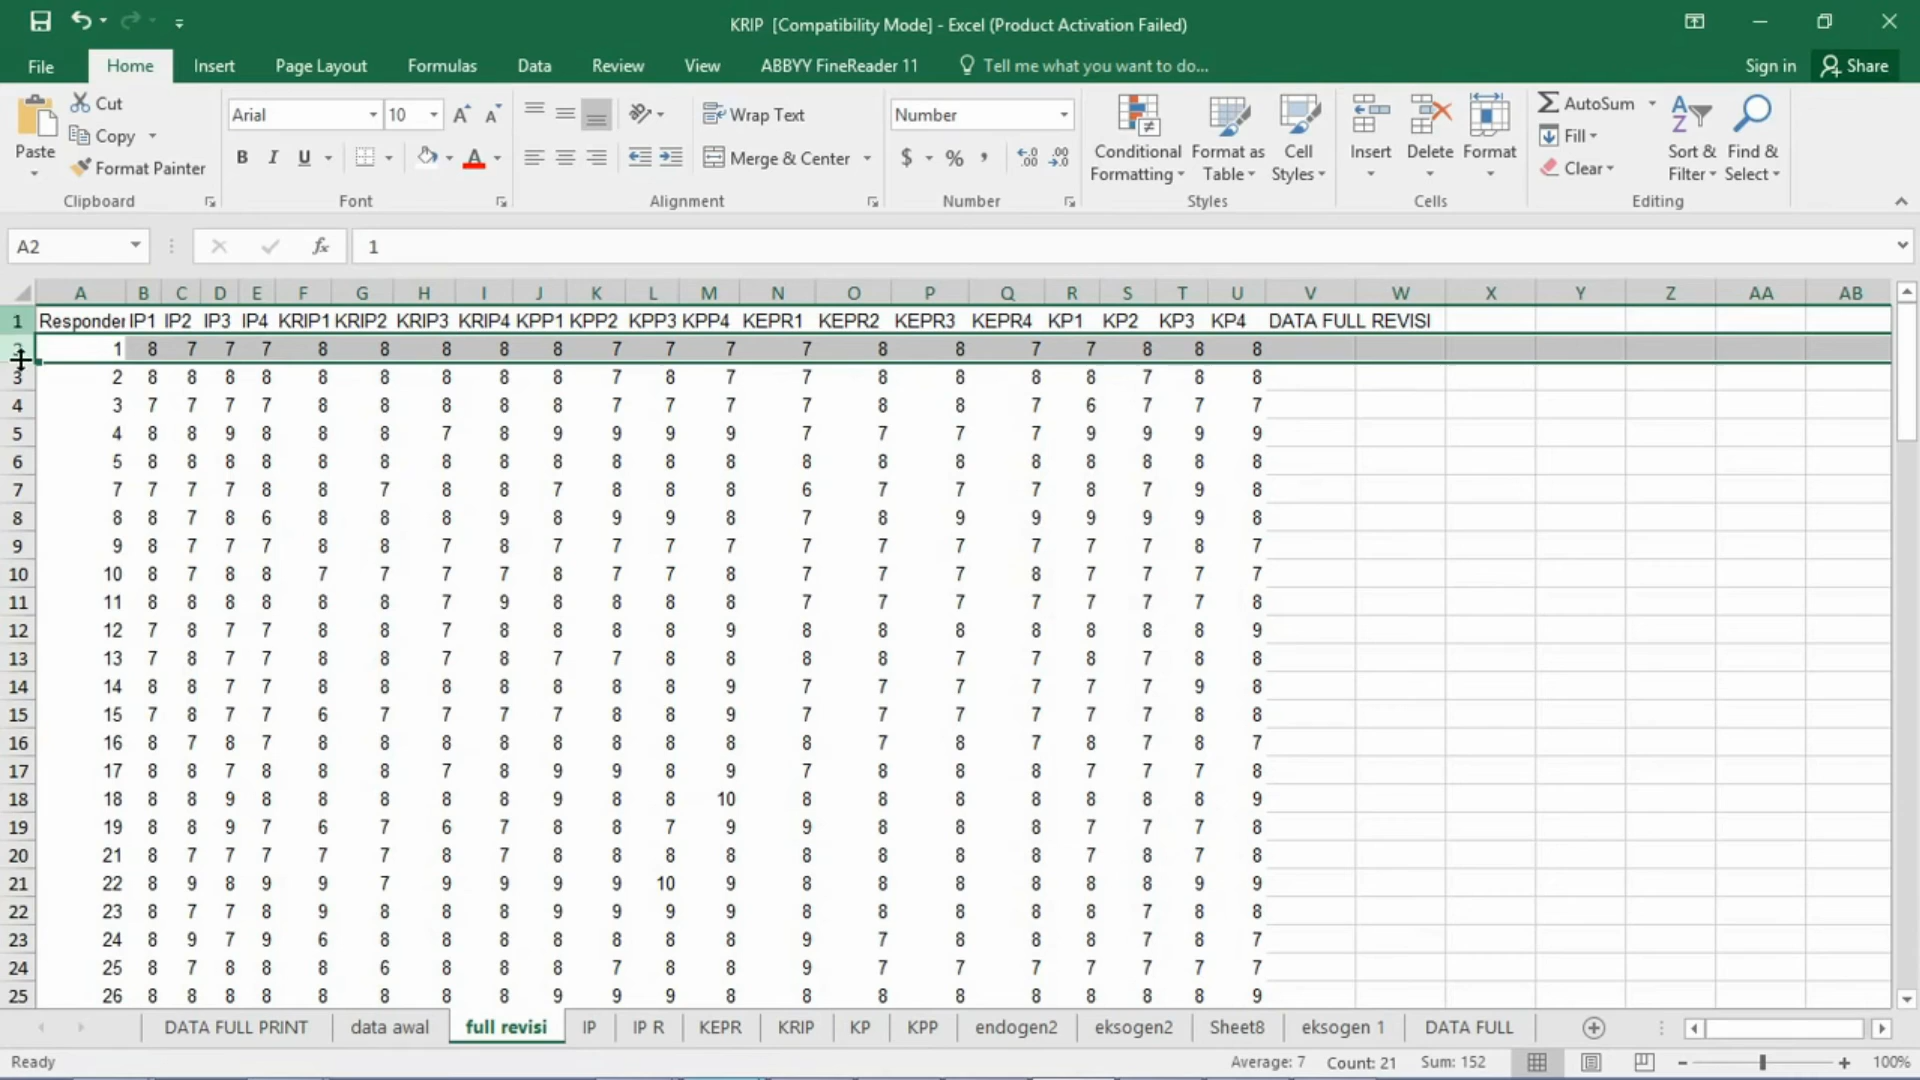 KRIP [Compatibility Mode] - Excel (Product Activation Failed)
File Home Insert Page Layout Formulas Data Review View ABBYY FineReader 11 Tell me what you want to do... Sign in Share
Paste
Cut
Copy
Format Painter
Clipboard
Arial 10
B I U A
Font
Wrap Text
Merge & Center
Alignment
Number
$ % ,
Number
Conditional Formatting
Format as Table
Cell Styles
Styles
Insert Delete Format
Cells
AutoSum
Fill
Clear
Sort & Filter
Find & Select
Editing
A2 fx 1
A B C D E F G H I J K L M N O P Q R S T U V W X Y Z AA AB
1 Responder IP1 IP2 IP3 IP4 KRIP1 KRIP2 KRIP3 KRIP4 KPP1 KPP2 KPP3 KPP4 KEPR1 KEPR2 KEPR3 KEPR4 KP1 KP2 KP3 KP4 DATA FULL REVISI
2 1 8 7 7 7 8 8 8 8 8 7 7 7 7 8 8 7 7 8 8 8
3 2 8 8 8 8 8 8 8 8 8 7 8 7 7 8 8 8 8 7 8 8
4 3 7 7 7 7 8 8 8 8 8 7 7 7 7 8 8 7 6 7 7 7
5 4 8 8 9 8 8 8 7 8 9 9 9 9 7 7 7 7 9 9 9 9
6 5 8 8 8 8 8 8 8 8 8 8 8 8 8 8 8 8 8 8 8 8
7 7 7 7 7 8 8 7 8 8 7 8 8 8 6 7 7 7 8 7 9 8
8 8 8 7 8 6 8 8 8 9 8 9 9 8 7 8 9 9 9 9 9 8
9 9 8 7 7 7 8 8 7 8 7 7 7 7 7 7 7 7 7 7 8 7
10 10 8 7 8 8 7 7 7 7 8 7 7 8 7 7 7 8 7 7 7 7
11 11 8 8 8 8 8 8 7 9 8 8 8 8 7 7 7 7 7 7 7 8
12 12 7 8 7 7 8 8 7 8 8 8 8 9 8 8 8 8 8 8 8 9
13 13 7 8 7 7 8 8 7 8 7 7 8 8 8 8 7 7 8 7 8 8
14 14 8 8 7 7 8 8 8 8 8 8 8 9 7 7 7 7 7 7 9 8
15 15 7 8 7 7 6 7 7 7 7 8 8 9 7 7 7 7 7 7 8 8
16 16 8 7 8 7 8 8 8 8 8 8 8 8 8 7 8 7 8 7 8 7
17 17 8 8 7 8 8 8 7 8 9 9 8 9 7 8 8 8 7 7 7 8
18 18 8 8 9 8 8 8 8 8 9 8 8 10 8 8 8 8 8 8 8 9
19 19 8 8 9 7 6 7 6 7 8 8 7 9 9 8 8 8 7 7 7 8
20 21 8 7 7 7 7 7 8 7 8 8 8 8 8 8 8 8 7 8 7 8
21 22 8 9 8 9 9 7 9 9 9 9 10 9 8 8 8 8 8 8 9 9
22 23 8 7 7 8 9 8 8 8 9 9 9 9 8 8 8 8 8 7 8 8
23 24 8 9 7 9 6 8 8 8 8 8 8 8 9 7 8 8 8 7 8 7
24 25 8 7 8 8 8 6 8 8 8 7 8 8 9 7 7 7 7 7 7 7
25 26 8 8 8 8 8 8 8 8 9 9 9 8 8 8 8 8 8 8 8 9
DATA FULL PRINT data awal full revisi IP IP R KEPR KRIP KP KPP endogen2 eksogen2 Sheet8 eksogen 1 DATA FULL
Ready Average: 7 Count: 21 Sum: 152 100%